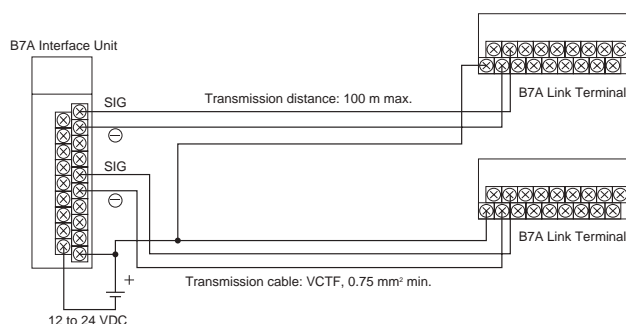 B7A Interface Unit
SIG
Transmission distance: 100 m max.
B7A Link Terminal
SIG
B7A Link Terminal
Transmission cable: VCTF, 0.75 mm² min.
+
12 to 24 VDC